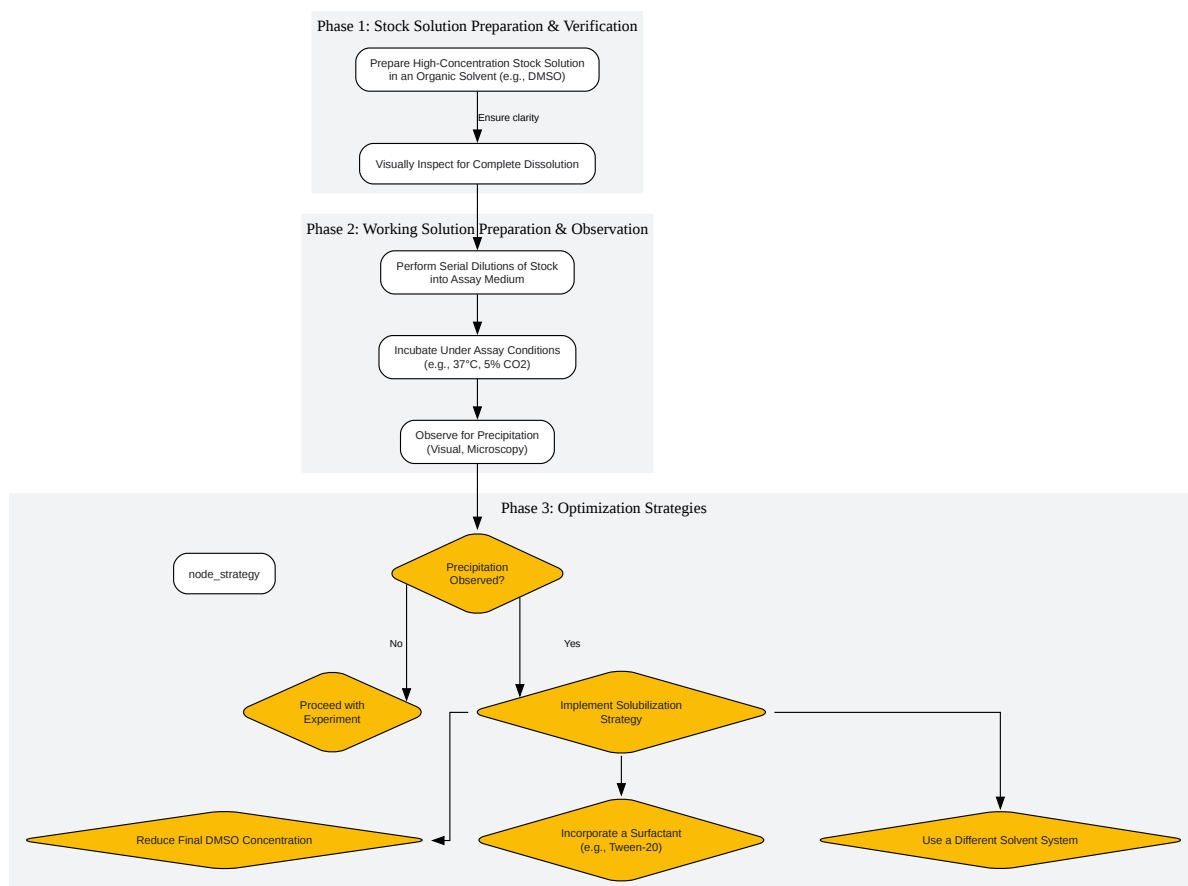 Phase 1: Stock Solution Preparation & Verification
Prepare High-Concentration Stock Solution
in an Organic Solvent (e.g., DMSO)
Ensure clarity
Visually Inspect for Complete Dissolution
Phase 2: Working Solution Preparation & Observation
Perform Serial Dilutions of Stock
into Assay Medium
Incubate Under Assay Conditions
(e.g., 37°C, 5% CO2)
Observe for Precipitation
(Visual, Microscopy)
Phase 3: Optimization Strategies
node_strategy
Precipitation
Observed?
No
Yes
Proceed with
Experiment
Implement Solubilization
Strategy
Reduce Final DMSO Concentration
Incorporate a Surfactant
(e.g., Tween-20)
Use a Different Solvent System